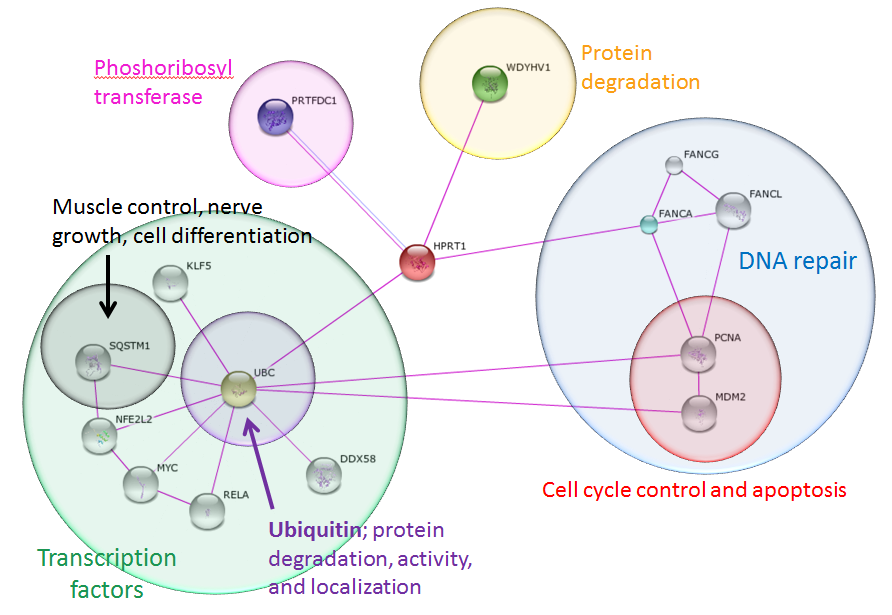 Phoshoribosyl
transferase
PRTFDC1
WDYHV1
Protein
degradation
FANCG
FANCL
FANCA
DNA repair
Muscle control, nerve
growth, cell differentiation
HPRT1
KLF5
SQSTM1
UBC
PCNA
MDM2
NFE2L2
MYC
RELA
DDX58
Cell cycle control and apoptosis
Ubiquitin; protein
degradation, activity,
and localization
Transcription
factors